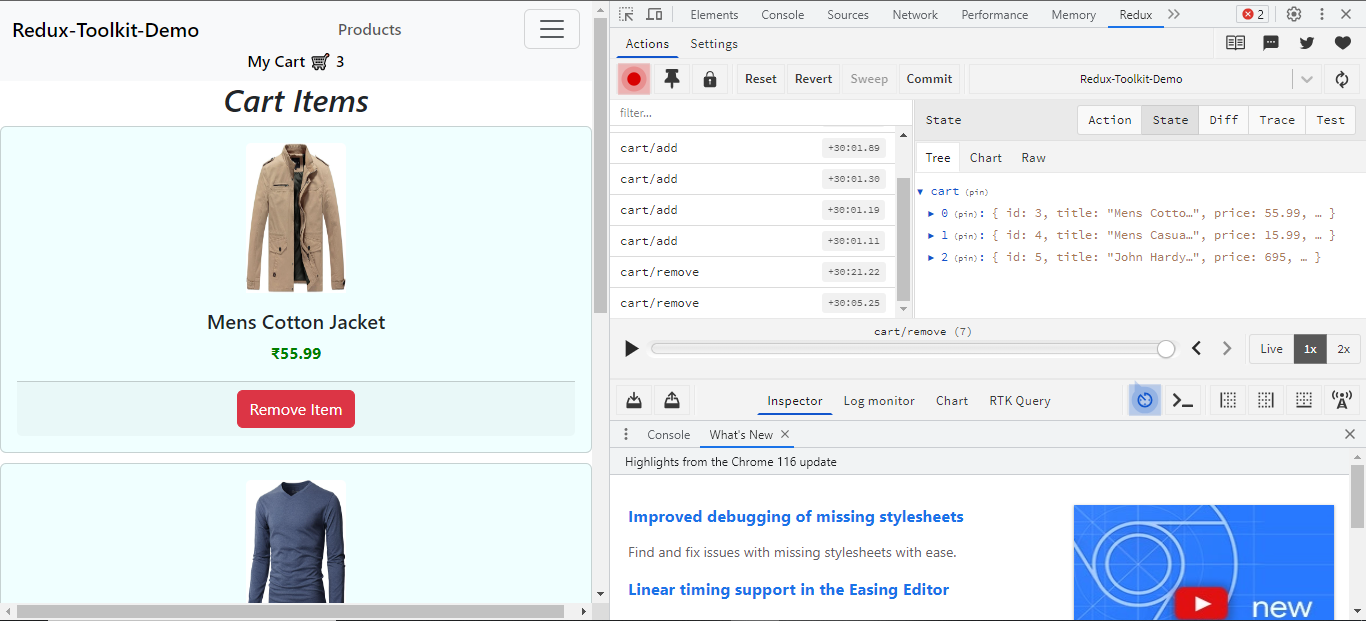 Redux-Toolkit-Demo
Products
My Cart 🛒 3
Cart Items
Mens Cotton Jacket
₹55.99
Remove Item
Elements Console Sources Network Performance Memory Redux 2
Actions Settings
Reset Revert Sweep Commit Redux-Toolkit-Demo
filter...
cart/add +30:01.89
cart/add +30:01.30
cart/add +30:01.19
cart/add +30:01.11
cart/remove +30:21.22
cart/remove +30:05.25
State Action State Diff Trace Test
Tree Chart Raw
cart (pin)
0 (pin): { id: 3, title: "Mens Cotto…", price: 55.99, … }
1 (pin): { id: 4, title: "Mens Casua…", price: 15.99, … }
2 (pin): { id: 5, title: "John Hardy…", price: 695, … }
cart/remove (7)
Live 1x 2x
Inspector Log monitor Chart RTK Query
Console What's New
Highlights from the Chrome 116 update
Improved debugging of missing stylesheets
Find and fix issues with missing stylesheets with ease.
Linear timing support in the Easing Editor
new